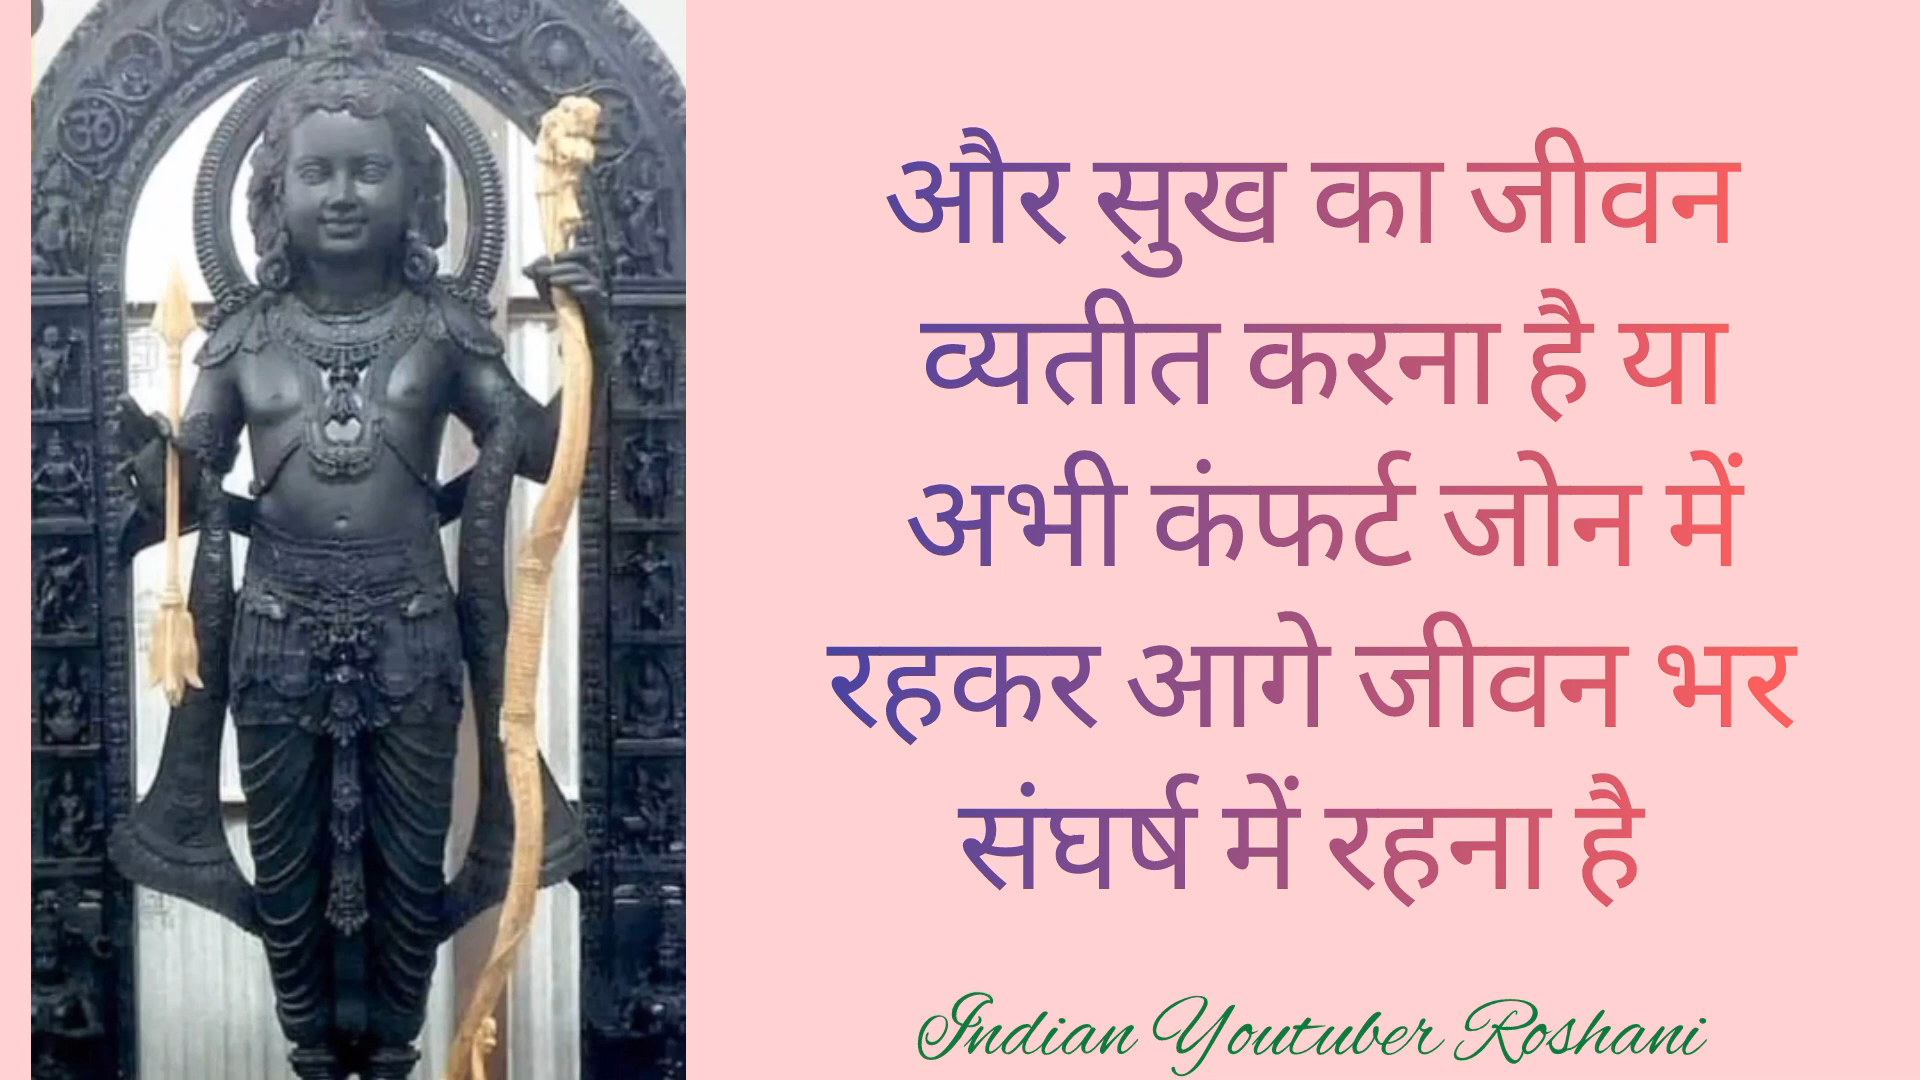 ॐ
और सुख का जीवन
व्यतीत करना है या
अभी कंफर्ट जोन में
रहकर आगे जीवन भर
संघर्ष में रहना है
Indian Youtuber Roshani